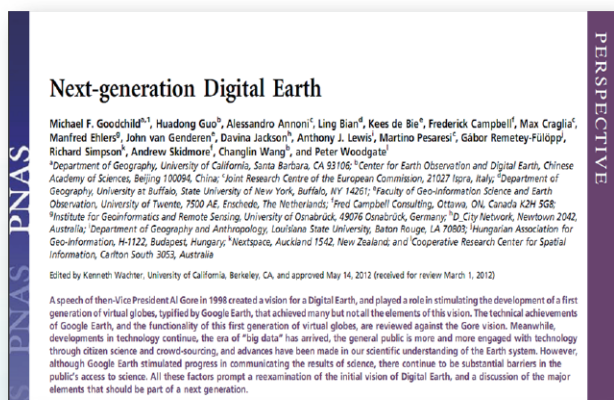 PNAS
PNAS
PNAS
PERSPECTIVE
Next-generation Digital Earth
Michael F. Goodchild^a,1, Huadong Guo^b, Alessandro Annoni^c, Ling Bian^d, Kees de Bie^e, Frederick Campbell^f, Max Craglia^c,
Manfred Ehlers^g, John van Genderen^e, Davina Jackson^h, Anthony J. Lewis^i, Martino Pesaresi^c, Gábor Remetey-Fülöpp^j,
Richard Simpson^k, Andrew Skidmore^f, Changlin Wang^b, and Peter Woodgate^l
^aDepartment of Geography, University of California, Santa Barbara, CA 93106; ^bCenter for Earth Observation and Digital Earth, Chinese
Academy of Sciences, Beijing 100094, China; ^cJoint Research Centre of the European Commission, 21027 Ispra, Italy; ^dDepartment of
Geography, University at Buffalo, State University of New York, Buffalo, NY 14261; ^eFaculty of Geo-Information Science and Earth
Observation, University of Twente, 7500 AE, Enschede, The Netherlands; ^fFred Campbell Consulting, Ottawa, ON, Canada K2H 5G8;
^gInstitute for Geoinformatics and Remote Sensing, University of Osnabrück, 49076 Osnabrück, Germany; ^hD_City Network, Newtown 2042,
Australia; ^iDepartment of Geography and Anthropology, Louisiana State University, Baton Rouge, LA 70803; ^jHungarian Association for
Geo-Information, H-1122, Budapest, Hungary; ^kNextspace, Auckland 1542, New Zealand; and ^lCooperative Research Center for Spatial
Information, Carlton South 3053, Australia
Edited by Kenneth Wachter, University of California, Berkeley, CA, and approved May 14, 2012 (received for review March 1, 2012)
A speech of then-Vice President Al Gore in 1998 created a vision for a Digital Earth, and played a role in stimulating the development of a first
generation of virtual globes, typified by Google Earth, that achieved many but not all the elements of this vision. The technical achievements
of Google Earth, and the functionality of this first generation of virtual globes, are reviewed against the Gore vision. Meanwhile,
developments in technology continue, the era of "big data" has arrived, the general public is more and more engaged with technology
through citizen science and crowd-sourcing, and advances have been made in our scientific understanding of the Earth system. However,
although Google Earth stimulated progress in communicating the results of science, there continue to be substantial barriers in the
public's access to science. All these factors prompt a reexamination of the initial vision of Digital Earth, and a discussion of the major
elements that should be part of a next generation.